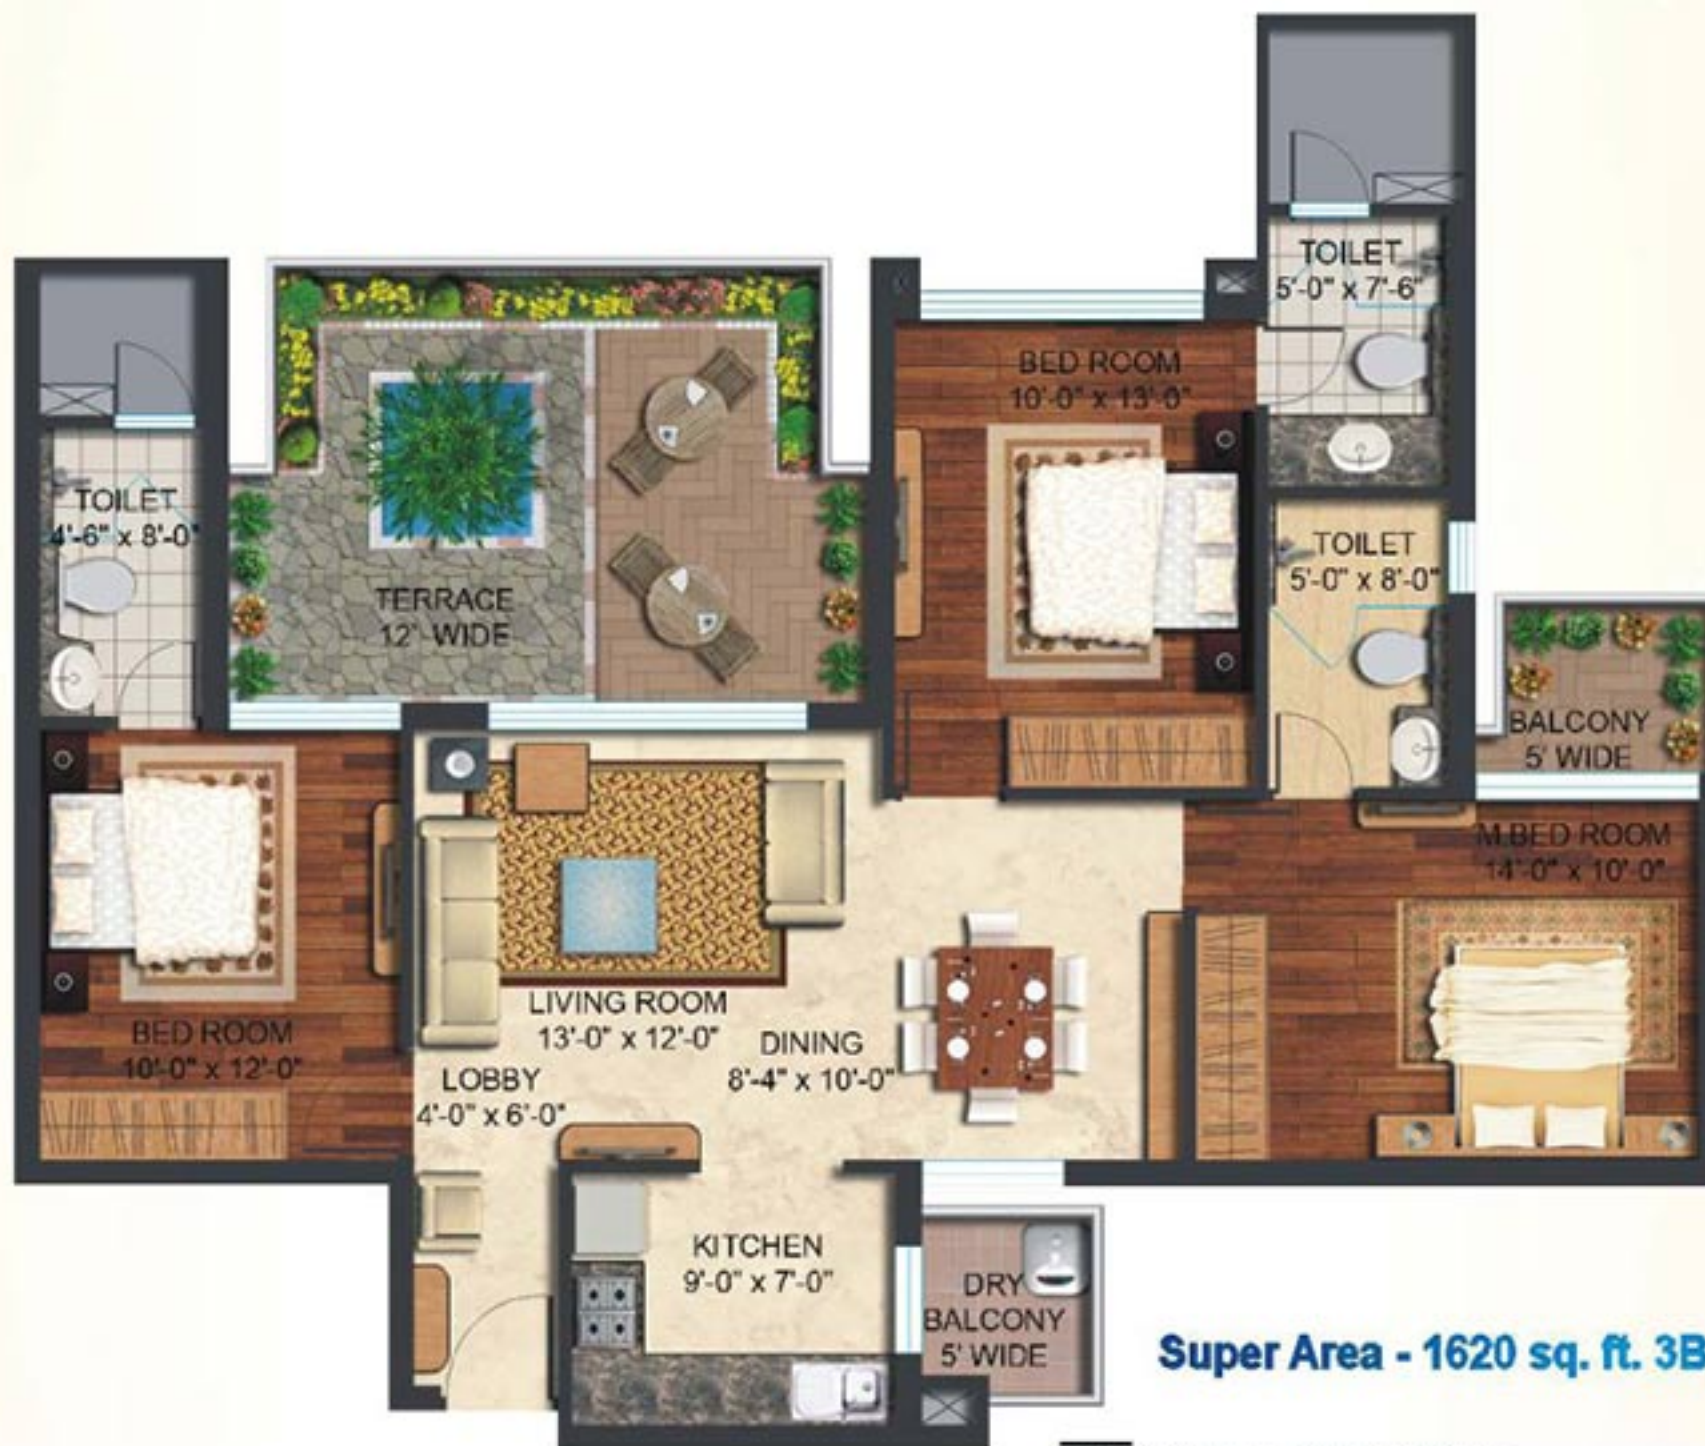 TOILET
5'-0" x 7'-6"
BED ROOM
10'-0" x 13'-0"
TOILET
4'-6" x 8'-0"
TOILET
5'-0" x 8'-0"
TERRACE
12' WIDE
BALCONY
5' WIDE
M.BED ROOM
14'-0" x 10'-0"
LIVING ROOM
13'-0" x 12'-0"
BED ROOM
10'-0" x 12'-0"
DINING
8'-4" x 10'-0"
LOBBY
4'-0" x 6'-0"
KITCHEN
9'-0" x 7'-0"
DRY
BALCONY
5' WIDE
Super Area - 1620 sq. ft. 3B